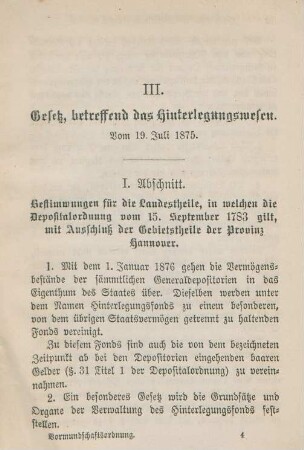 III.
Gesetz, betreffend das Hinterlegungswesen.
Vom 19. Juli 1875.
I. Abschnitt.
Bestimmungen für die Landestheile, in welchen die
Depositalordnung vom 15. September 1783 gilt,
mit Ausschluß der Gebietstheile der Provinz
Hannover.
1. Mit dem 1. Januar 1876 gehen die Vermögens-
bestände der sämmtlichen Generaldepositorien in
das Eigenthum des Staates über. Dieselben werden unter
dem Namen Hinterlegungsfonds zu einem besonderen,
von dem übrigen Staatsvermögen getrennt zu haltenden
Fonds vereinigt.
Zu diesem Fonds sind auch die von dem bezeichneten
Zeitpunkt ab bei den Depositorien eingehenden baaren
Gelder (§. 31 Titel 1 der Depositalordnung) zu verein-
nahmen.
2. Ein besonderes Gesetz wird die Grundsätze und
Organe der Verwaltung des Hinterlegungsfonds fest-
stellen.
Vormundschaftsordnung. 4